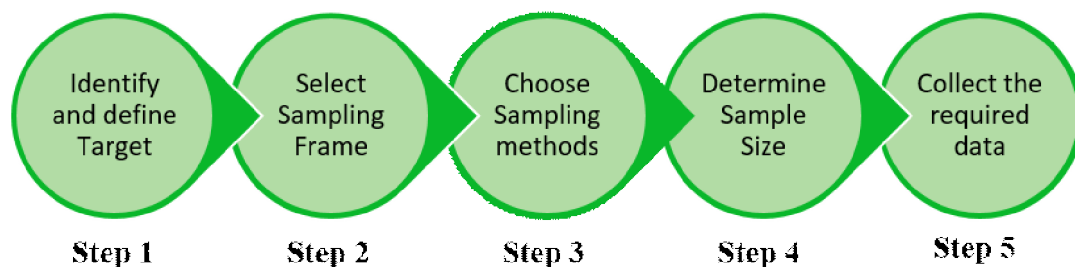 Identify
and define
Target
Select
Sampling
Frame
Choose
Sampling
methods
Determine
Sample
Size
Collect the
required
data
Step 1
Step 2
Step 3
Step 4
Step 5